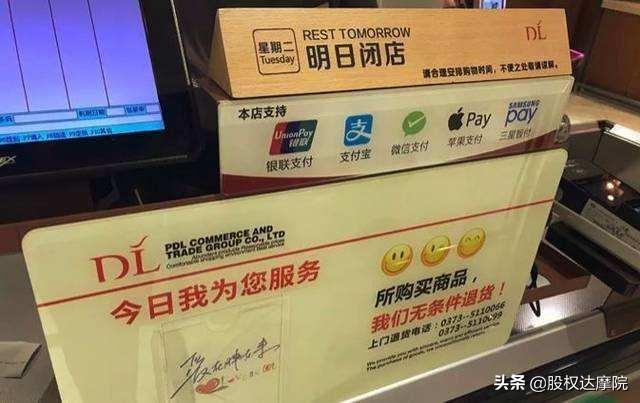 REST TOMORROW
星期二
Tuesday
明日闭店
DL
请合理安排购物时间，不便之处敬请谅解。
本店支持
UnionPay
银联
银联支付
支
支付宝
微信支付
Pay
苹果支付
SAMSUNG
pay
三星智付
DL
PDL COMMERCE AND
TRADE GROUP CO., LTD
今日我为您服务
所购买商品，
我们无条件退货！
上门退货电话：0373--5110066
0373--5110099
头条 @股权达摩院